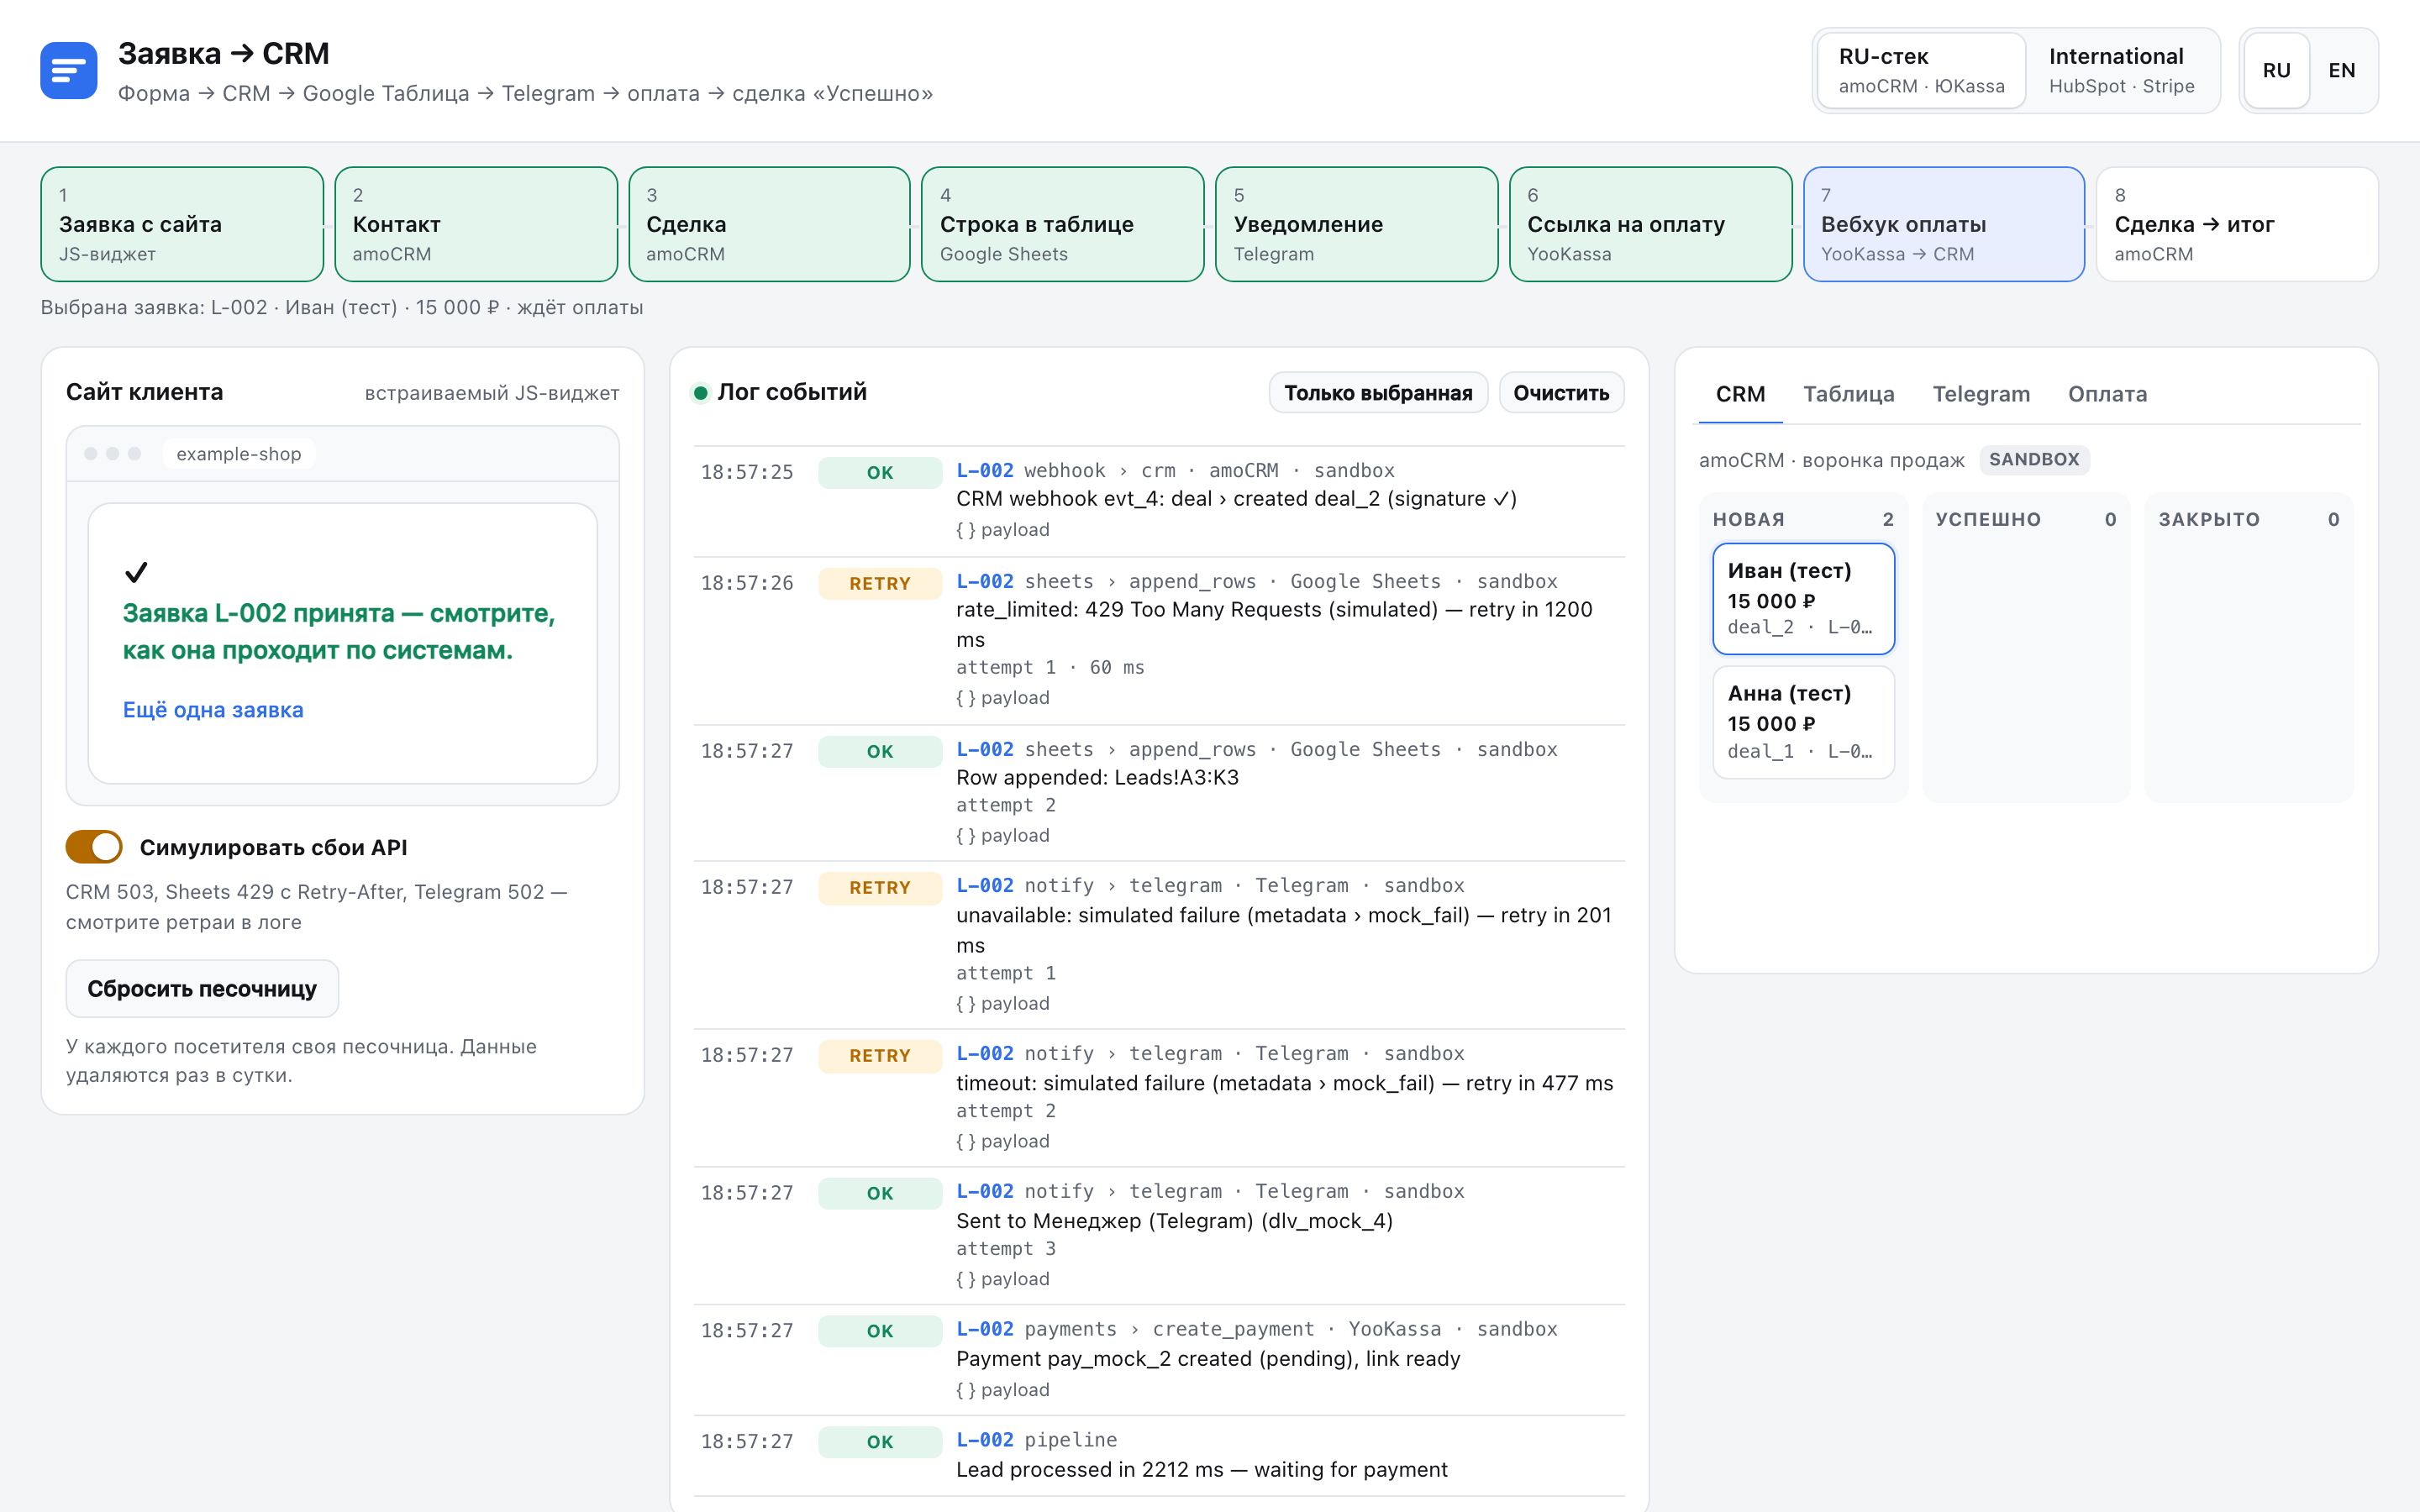 Заявка → CRM
Форма → CRM → Google Таблица → Telegram → оплата → сделка «Успешно»
RU-стек
amoCRM · ЮKassa
International
HubSpot · Stripe
RU
EN
1
Заявка с сайта
JS-виджет
2
Контакт
amoCRM
3
Сделка
amoCRM
4
Строка в таблице
Google Sheets
5
Уведомление
Telegram
6
Ссылка на оплату
YooKassa
7
Вебхук оплаты
YooKassa → CRM
8
Сделка → итог
amoCRM
Выбрана заявка: L-002 · Иван (тест) · 15 000 ₽ · ждёт оплаты
Сайт клиента
встраиваемый JS-виджет
example-shop
✓
Заявка L-002 принята — смотрите,
как она проходит по системам.
Ещё одна заявка
Симулировать сбои API
CRM 503, Sheets 429 с Retry-After, Telegram 502 —
смотрите ретраи в логе
Сбросить песочницу
У каждого посетителя своя песочница. Данные
удаляются раз в сутки.
Лог событий
Только выбранная
Очистить
18:57:25 OK L-002 webhook › crm · amoCRM · sandbox
CRM webhook evt_4: deal › created deal_2 (signature ✓)
{ } payload
18:57:26 RETRY L-002 sheets › append_rows · Google Sheets · sandbox
rate_limited: 429 Too Many Requests (simulated) — retry in 1200
ms
attempt 1 · 60 ms
{ } payload
18:57:27 OK L-002 sheets › append_rows · Google Sheets · sandbox
Row appended: Leads!A3:K3
attempt 2
{ } payload
18:57:27 RETRY L-002 notify › telegram · Telegram · sandbox
unavailable: simulated failure (metadata › mock_fail) — retry in 201
ms
attempt 1
{ } payload
18:57:27 RETRY L-002 notify › telegram · Telegram · sandbox
timeout: simulated failure (metadata › mock_fail) — retry in 477 ms
attempt 2
{ } payload
18:57:27 OK L-002 notify › telegram · Telegram · sandbox
Sent to Менеджер (Telegram) (dlv_mock_4)
attempt 3
{ } payload
18:57:27 OK L-002 payments › create_payment · YooKassa · sandbox
Payment pay_mock_2 created (pending), link ready
{ } payload
18:57:27 OK L-002 pipeline
Lead processed in 2212 ms — waiting for payment
CRM
Таблица
Telegram
Оплата
amoCRM · воронка продаж SANDBOX
НОВАЯ 2
Иван (тест)
15 000 ₽
deal_2 · L-0…
Анна (тест)
15 000 ₽
deal_1 · L-0…
УСПЕШНО 0
ЗАКРЫТО 0